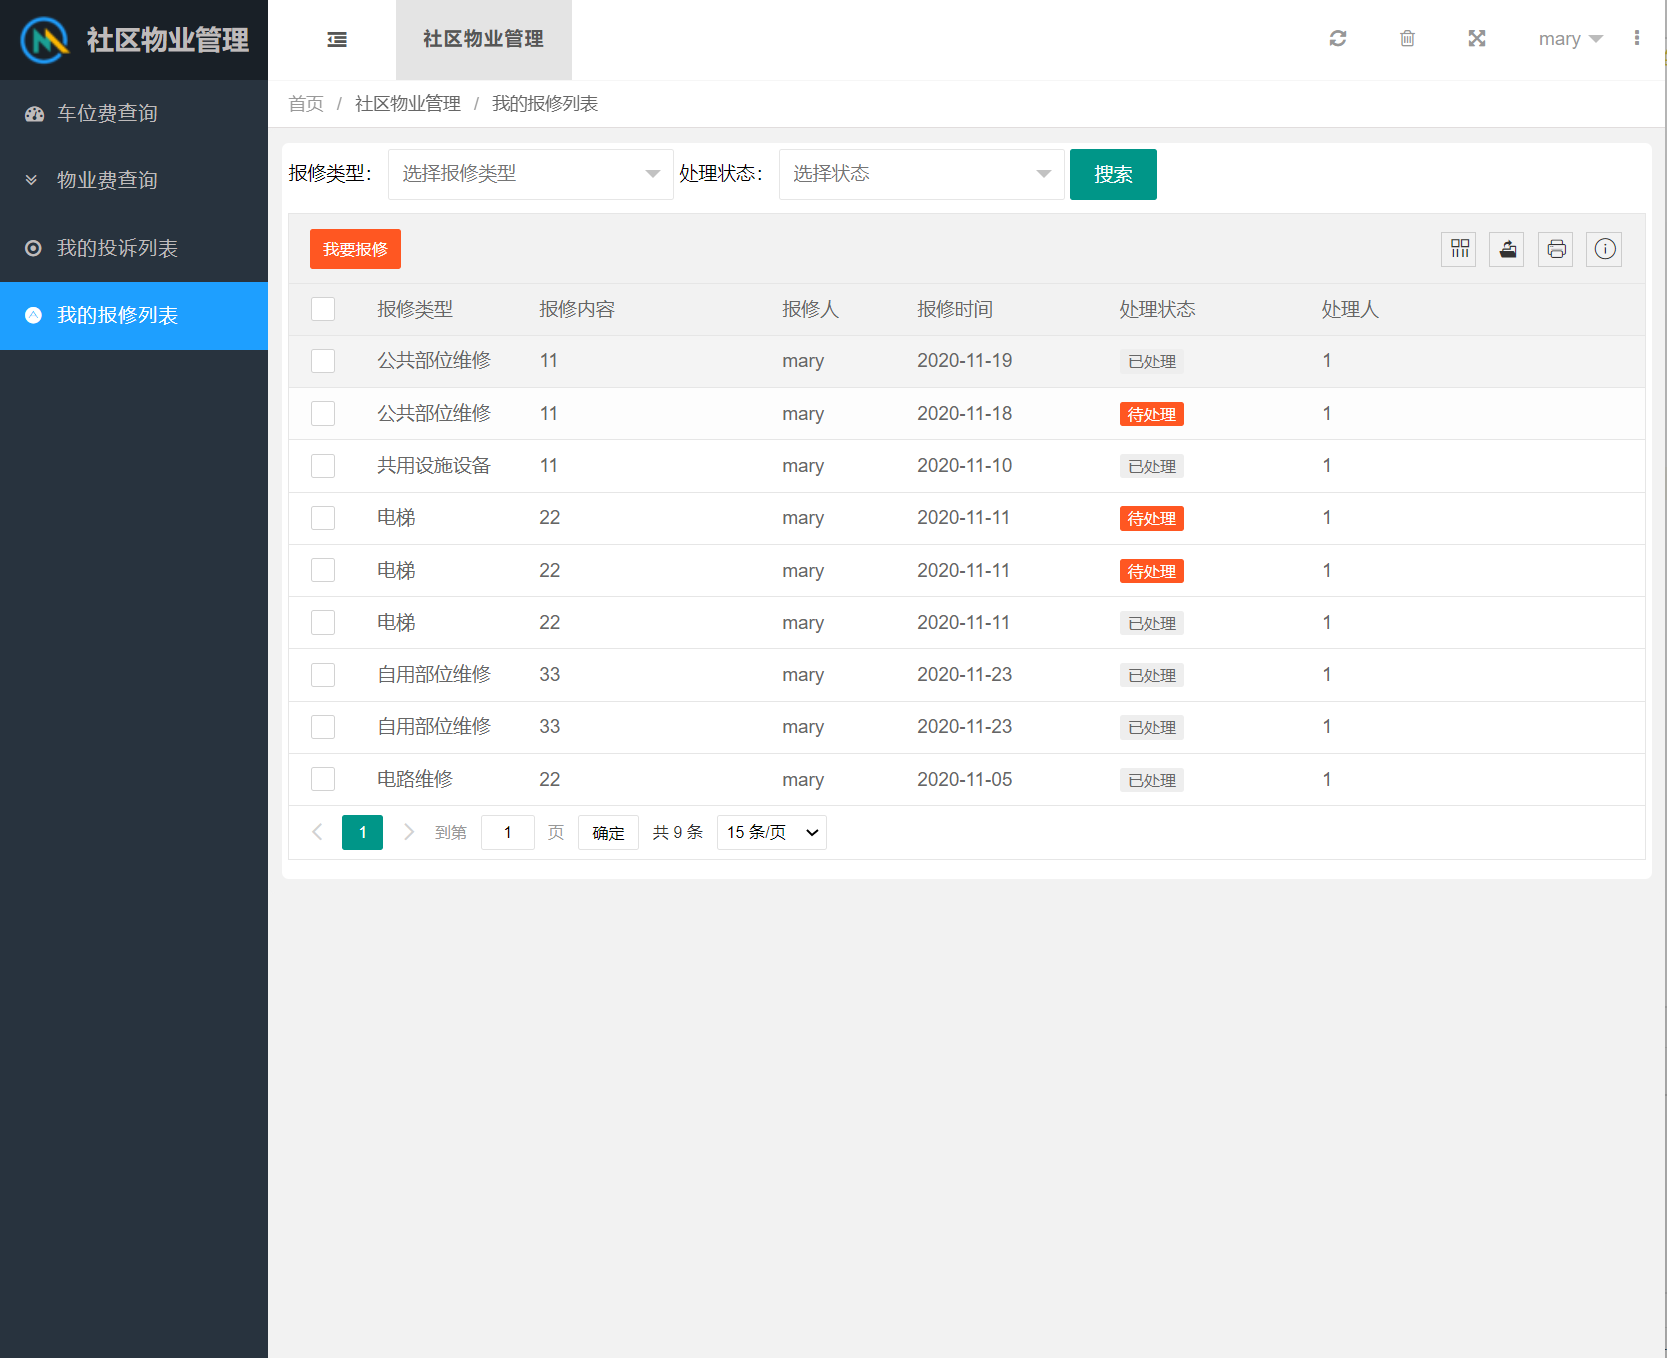 社区物业管理
社区物业管理
mary
车位费查询
物业费查询
我的投诉列表
我的报修列表
首页 / 社区物业管理 / 我的报修列表
报修类型： 选择报修类型 处理状态： 选择状态 搜索
我要报修
报修类型 报修内容 报修人 报修时间 处理状态 处理人
公共部位维修 11 mary 2020-11-19 已处理 1
公共部位维修 11 mary 2020-11-18 待处理 1
共用设施设备 11 mary 2020-11-10 已处理 1
电梯 22 mary 2020-11-11 待处理 1
电梯 22 mary 2020-11-11 待处理 1
电梯 22 mary 2020-11-11 已处理 1
自用部位维修 33 mary 2020-11-23 已处理 1
自用部位维修 33 mary 2020-11-23 已处理 1
电路维修 22 mary 2020-11-05 已处理 1
1 到第 1 页 确定 共 9 条 15 条/页